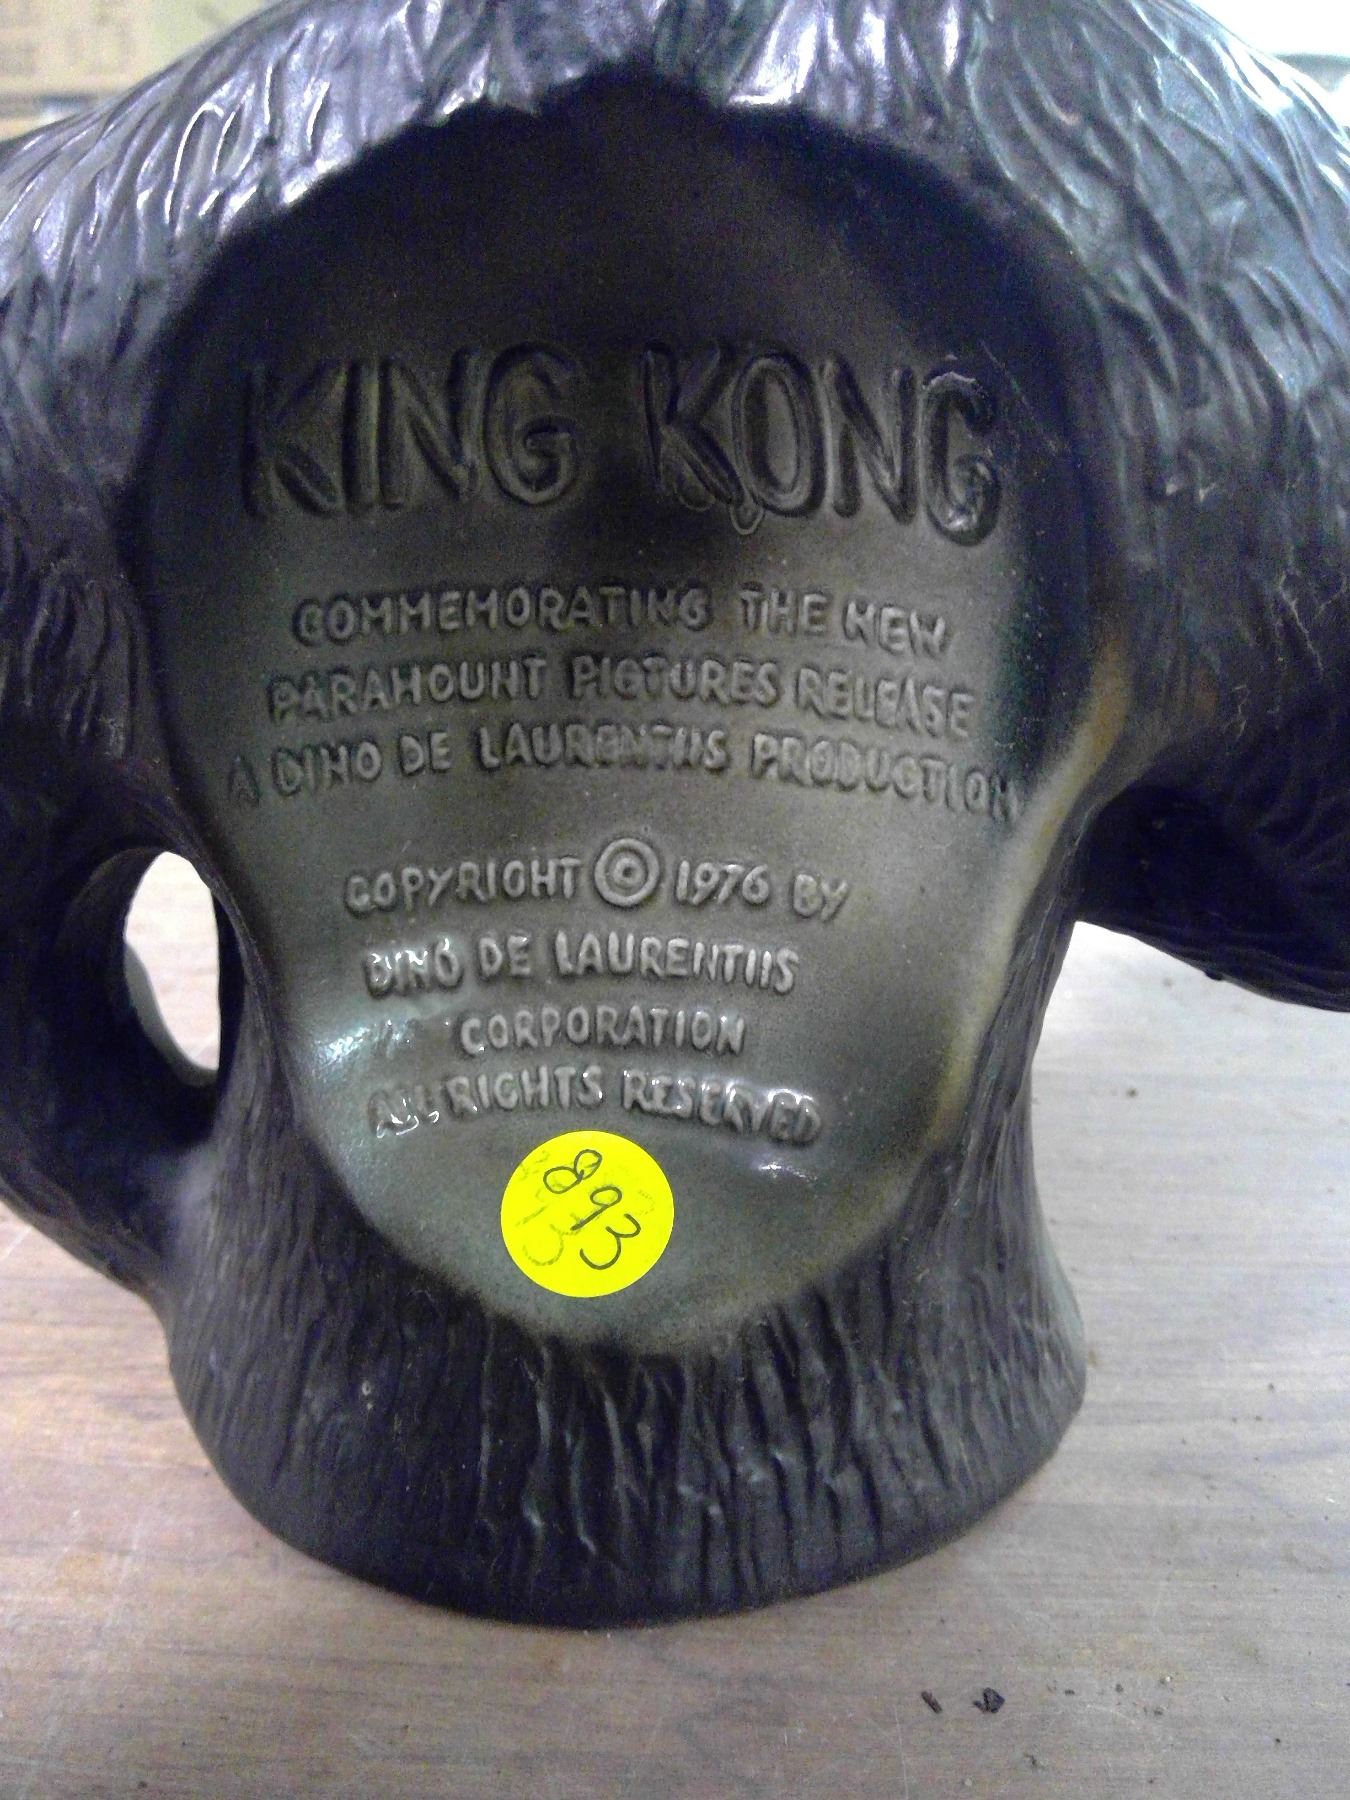 KING KONG
COMMEMORATING THE NEW
PARAMOUNT PICTURES RELEASE
A DINO DE LAURENTIIS PRODUCTION
COPYRIGHT © 1976 BY
DINO DE LAURENTIIS
CORPORATION
ALL RIGHTS RESERVED
893